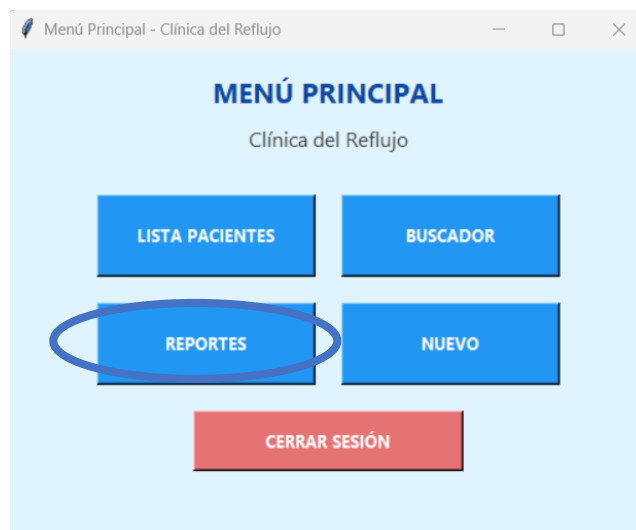 Menú Principal - Clínica del Reflujo
MENÚ PRINCIPAL
Clínica del Reflujo
LISTA PACIENTES
BUSCADOR
REPORTES
NUEVO
CERRAR SESIÓN